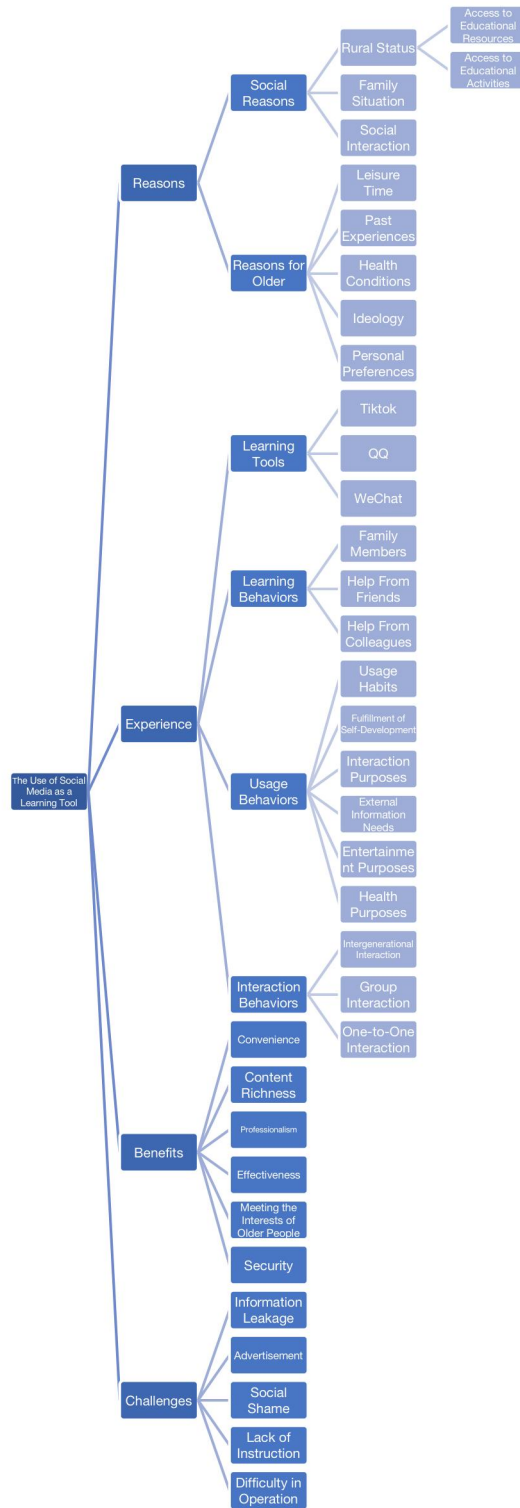 The Use of Social
Media as a
Learning Tool
Reasons
Social
Reasons
Rural Status
Access to
Educational
Resources
Access to
Educational
Activities
Family
Situation
Social
Interaction
Reasons for
Older
Leisure
Time
Past
Experiences
Health
Conditions
Ideology
Personal
Preferences
Experience
Learning
Tools
Tiktok
QQ
WeChat
Learning
Behaviors
Family
Members
Help From
Friends
Help From
Colleagues
Usage
Behaviors
Usage
Habits
Fulfillment of
Self-Development
Interaction
Purposes
External
Information
Needs
Entertainme
nt Purposes
Health
Purposes
Interaction
Behaviors
Intergenerational
Interaction
Group
Interaction
One-to-One
Interaction
Benefits
Convenience
Content
Richness
Professionalism
Effectiveness
Meeting the
Interests of
Older People
Security
Challenges
Information
Leakage
Advertisement
Social
Shame
Lack of
Instruction
Difficulty in
Operation